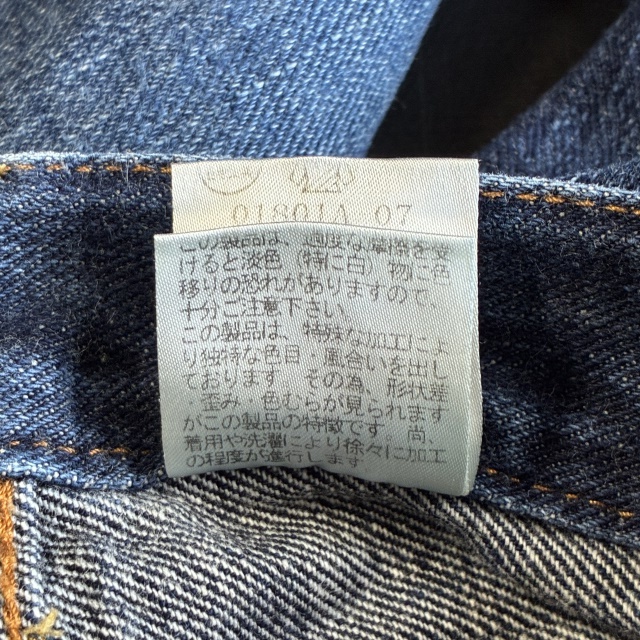 01801A 07
この製品は、過度な摩擦を受
けると淡色（特に白）物に色
移りの恐れがありますので、
十分ご注意下さい。
この製品は、特殊な加工によ
り独特な色目・風合いを出し
ております。その為、形状差
・歪み・色むらが見られます
がこの製品の特徴です。尚、
着用や洗濯により徐々に加工
の程度が進行します。